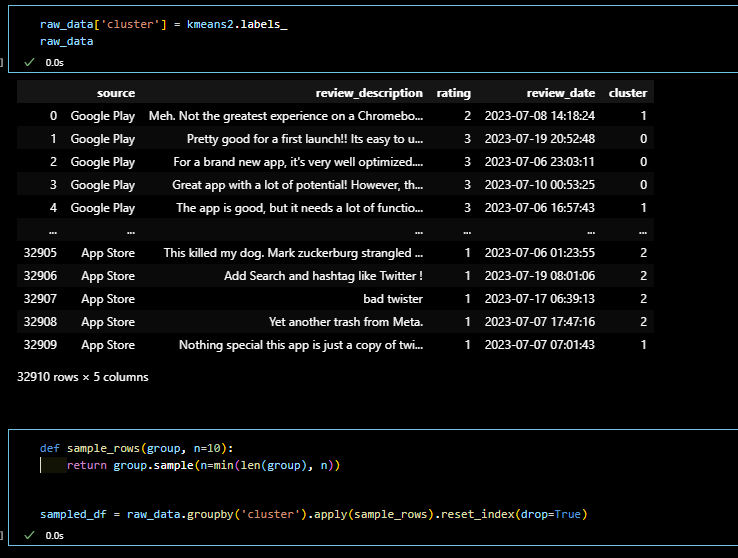 raw_data['cluster'] = kmeans2.labels_
raw_data
] ✓ 0.0s
source review_description rating review_date cluster
0 Google Play Meh. Not the greatest experience on a Chromebo... 2 2023-07-08 14:18:24 1
1 Google Play Pretty good for a first launch!! Its easy to u... 3 2023-07-19 20:52:48 0
2 Google Play For a brand new app, it's very well optimized.... 3 2023-07-06 23:03:11 0
3 Google Play Great app with a lot of potential! However, th... 3 2023-07-10 00:53:25 0
4 Google Play The app is good, but it needs a lot of functio... 3 2023-07-06 16:57:43 1
... ... ... ... ... ...
32905 App Store This killed my dog. Mark zuckerburg strangled ... 1 2023-07-06 01:23:55 2
32906 App Store Add Search and hashtag like Twitter ! 1 2023-07-19 08:01:06 2
32907 App Store bad twister 1 2023-07-17 06:39:13 2
32908 App Store Yet another trash from Meta. 1 2023-07-07 17:47:16 2
32909 App Store Nothing special this app is just a copy of twi... 1 2023-07-07 07:01:43 1
32910 rows × 5 columns
def sample_rows(group, n=10):
return group.sample(n=min(len(group), n))
sampled_df = raw_data.groupby('cluster').apply(sample_rows).reset_index(drop=True)
] ✓ 0.0s